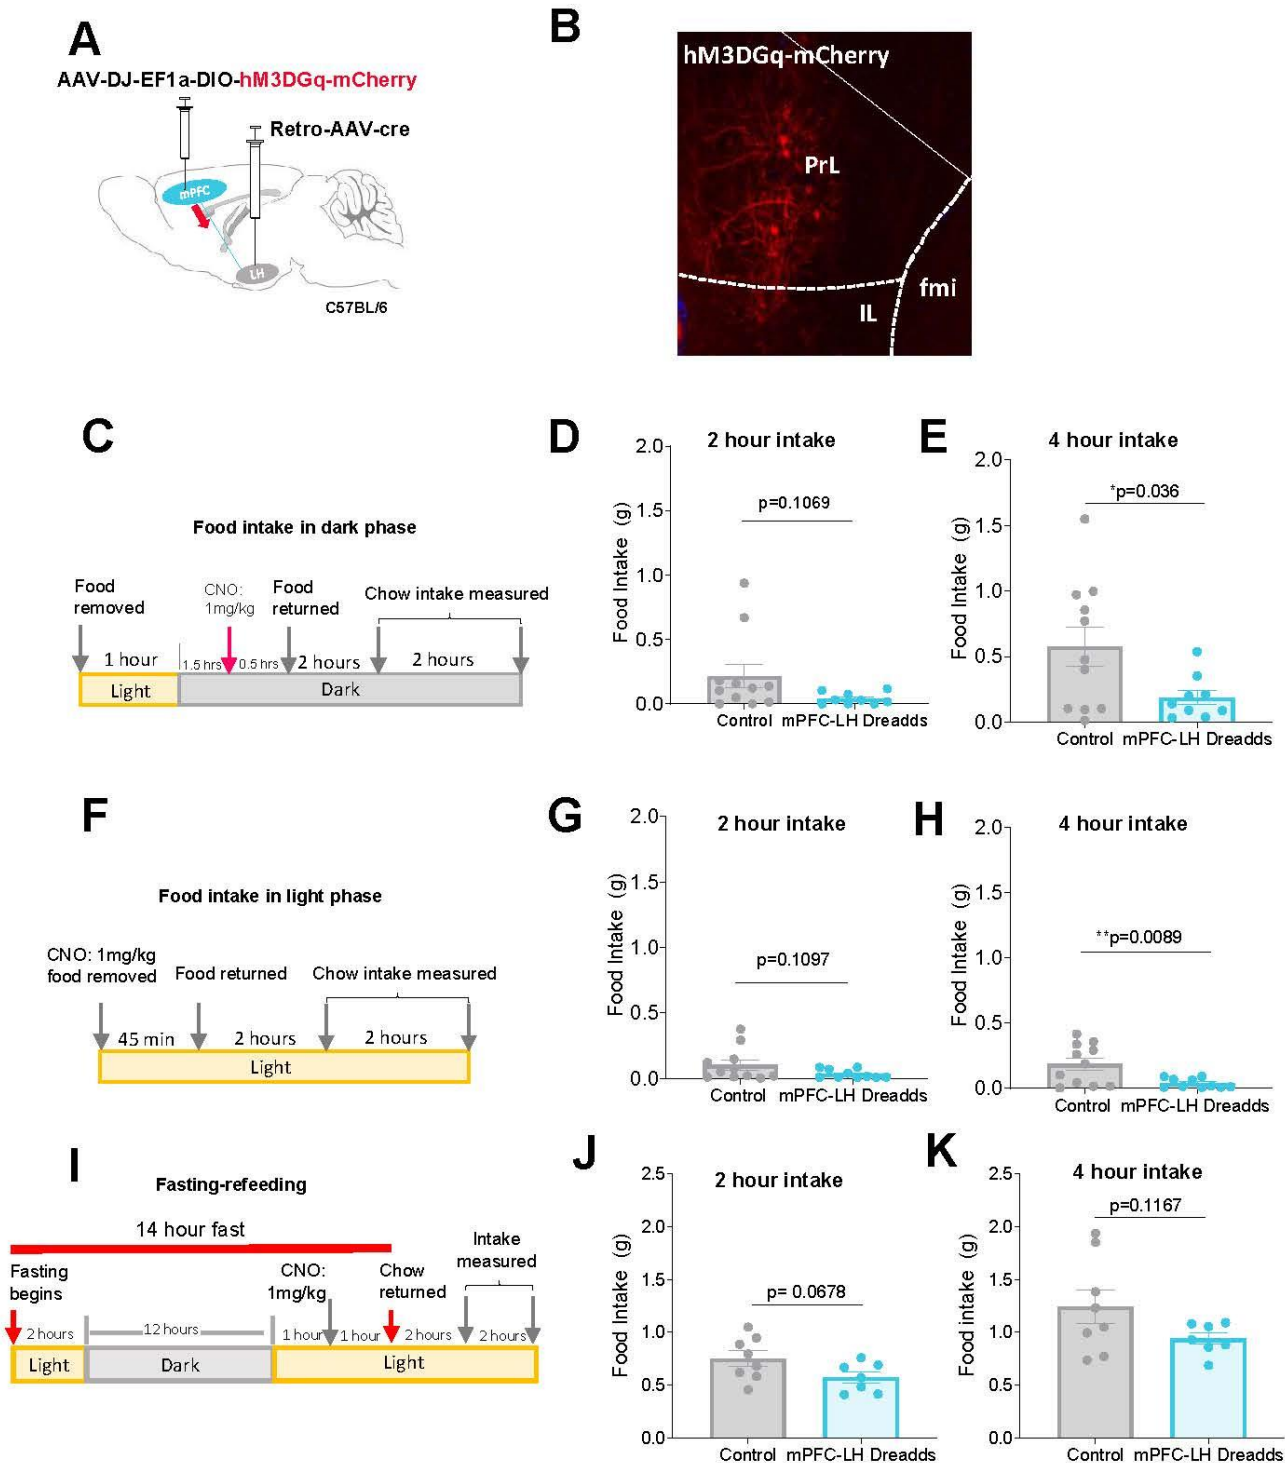 A
AAV-DJ-EF1a-DIO-hM3DGq-mCherry
Retro-AAV-cre
mPFC
LH
C57BL/6
B
hM3DGq-mCherry
PrL
IL
fmi
C
Food intake in dark phase
Food
removed
CNO:
1mg/kg
Food
returned
Chow intake measured
1 hour
1.5 hrs
0.5 hrs
2 hours
2 hours
Light
Dark
D
2 hour intake
p=0.1069
Food Intake (g)
2.0
1.5
1.0
0.5
0.0
Control
mPFC-LH Dreadds
E
4 hour intake
*p=0.036
Food Intake (g)
2.0
1.5
1.0
0.5
0.0
Control
mPFC-LH Dreadds
F
Food intake in light phase
CNO: 1mg/kg
food removed
Food returned
Chow intake measured
45 min
2 hours
2 hours
Light
G
2 hour intake
p=0.1097
Food Intake (g)
2.0
1.5
1.0
0.5
0.0
Control
mPFC-LH Dreadds
H
4 hour intake
**p=0.0089
Food Intake (g)
2.0
1.5
1.0
0.5
0.0
Control
mPFC-LH Dreadds
I
Fasting-refeeding
14 hour fast
Fasting
begins
CNO:
1mg/kg
Chow
returned
Intake
measured
2 hours
12 hours
1 hour
1 hour
2 hours
2 hours
Light
Dark
Light
J
2 hour intake
p= 0.0678
Food Intake (g)
2.5
2.0
1.5
1.0
0.5
0.0
Control
mPFC-LH Dreadds
K
4 hour intake
p=0.1167
Food Intake (g)
2.5
2.0
1.5
1.0
0.5
0.0
Control
mPFC-LH Dreadds